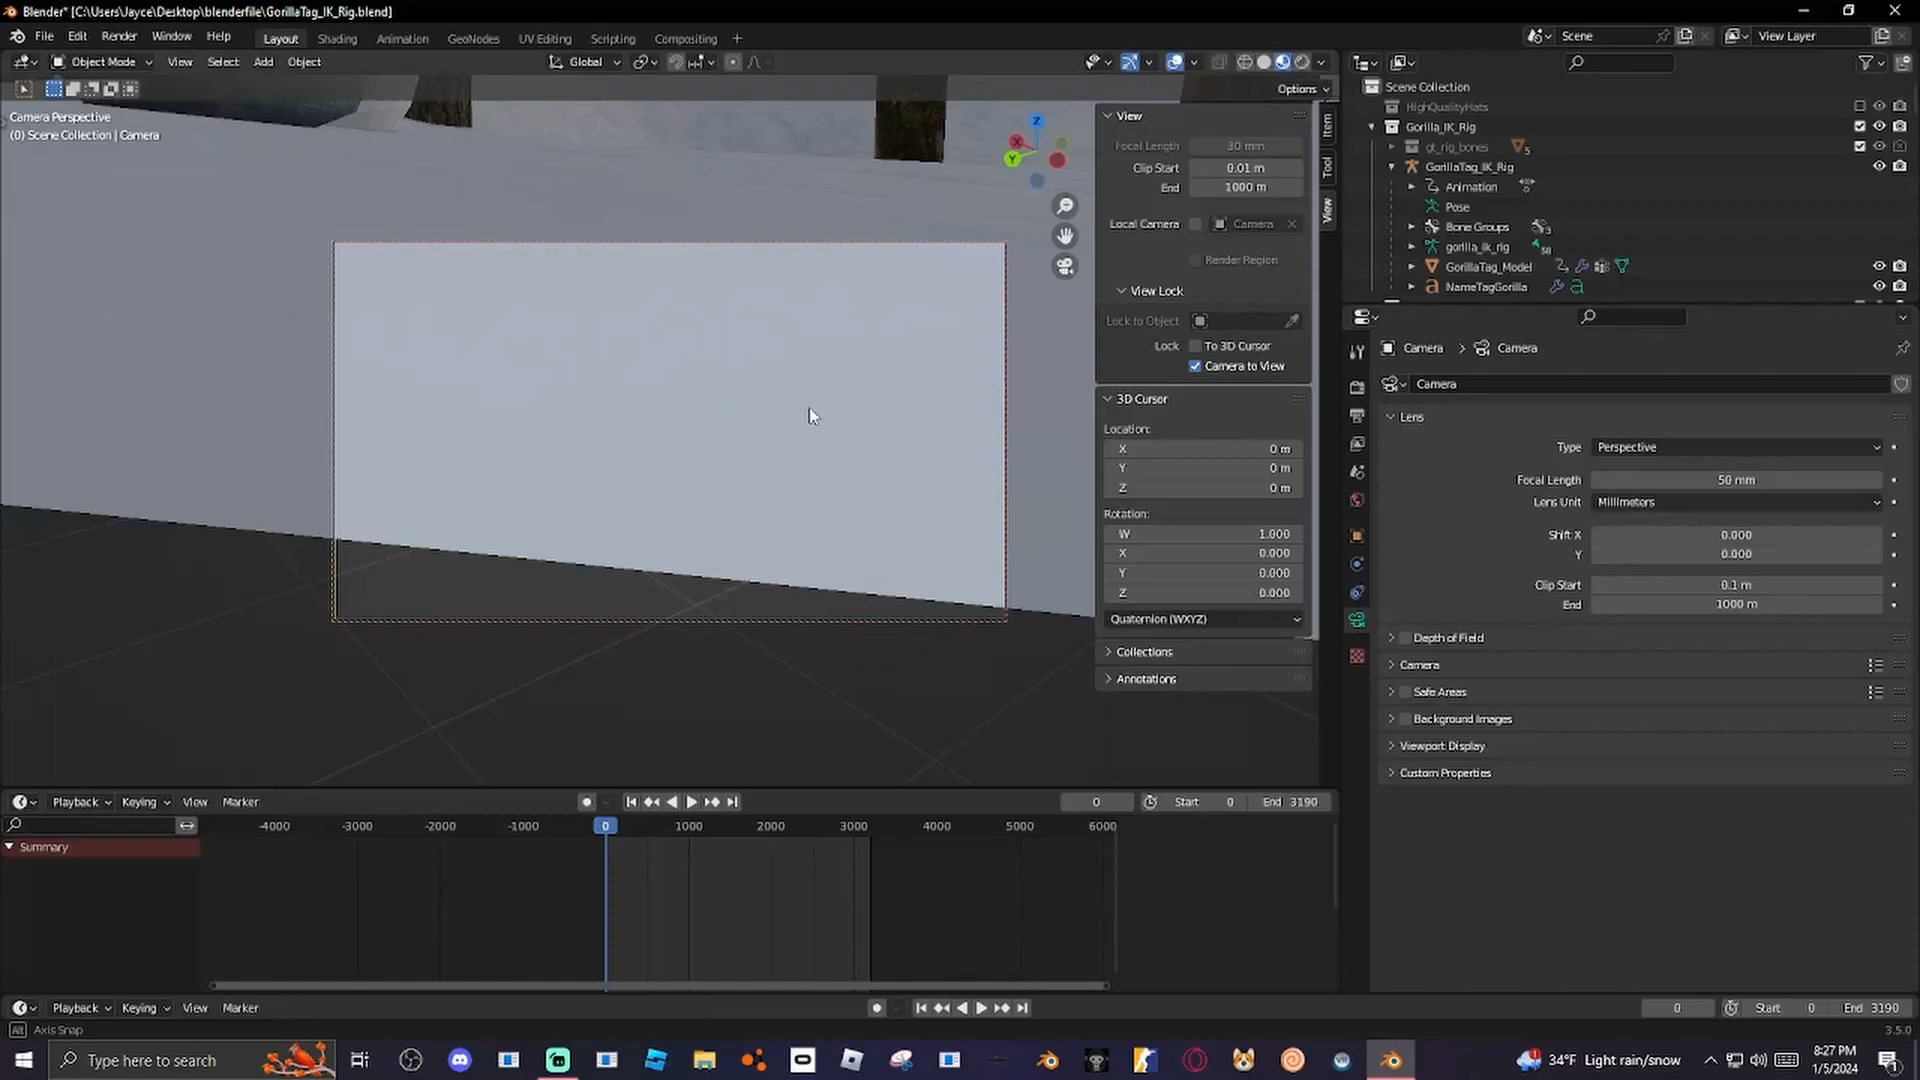 Blender* [C:\Users\Jayce\Desktop\blenderfile\GorillaTag_IK_Rig.blend]
File Edit Render Window Help
Layout Shading Animation GeoNodes UV Editing Scripting Compositing +
Scene View Layer
Object Mode View Select Add Object Global
Options
Camera Perspective
(0) Scene Collection | Camera
Z
X
Y
View
Focal Length 30 mm
Clip Start 0.01 m
End 1000 m
Local Camera Camera
Render Region
View Lock
Lock to Object
Lock To 3D Cursor
Camera to View
3D Cursor
Location:
X 0 m
Y 0 m
Z 0 m
Rotation:
W 1.000
X 0.000
Y 0.000
Z 0.000
Quaternion (WXYZ)
Collections
Annotations
Item
Tool
View
Scene Collection
HighQualityHats
Gorilla_IK_Rig
gt_rig_bones 5
GorillaTag_IK_Rig
Animation
Pose
Bone Groups 3
gorilla_ik_rig 58
GorillaTag_Model
NameTagGorilla
Camera > Camera
Camera
Lens
Type Perspective
Focal Length 50 mm
Lens Unit Millimeters
Shift X 0.000
Y 0.000
Clip Start 0.1 m
End 1000 m
Depth of Field
Camera
Safe Areas
Background Images
Viewport Display
Custom Properties
Playback Keying View Marker 0 Start 0 End 3190
-4000 -3000 -2000 -1000 0 1000 2000 3000 4000 5000 6000
Summary
Playback Keying View Marker 0 Start 0 End 3190
Alt Axis Snap 3.5.0
Type here to search 34°F Light rain/snow 8:27 PM
1/5/2024